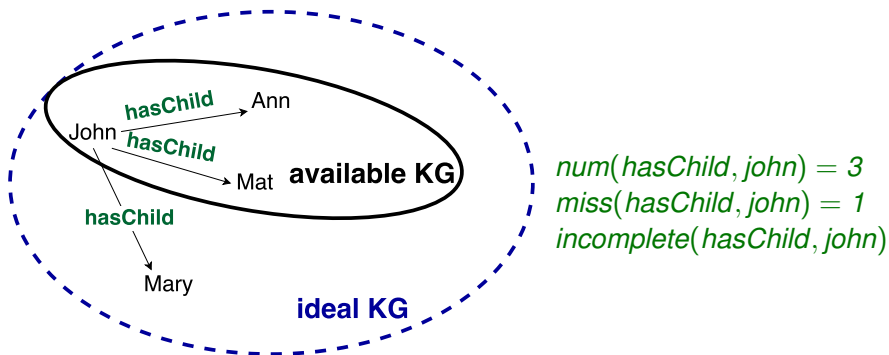 hasChild
Ann
John
hasChild
Mat
available KG
hasChild
Mary
ideal KG
num(hasChild, john) = 3
miss(hasChild, john) = 1
incomplete(hasChild, john)